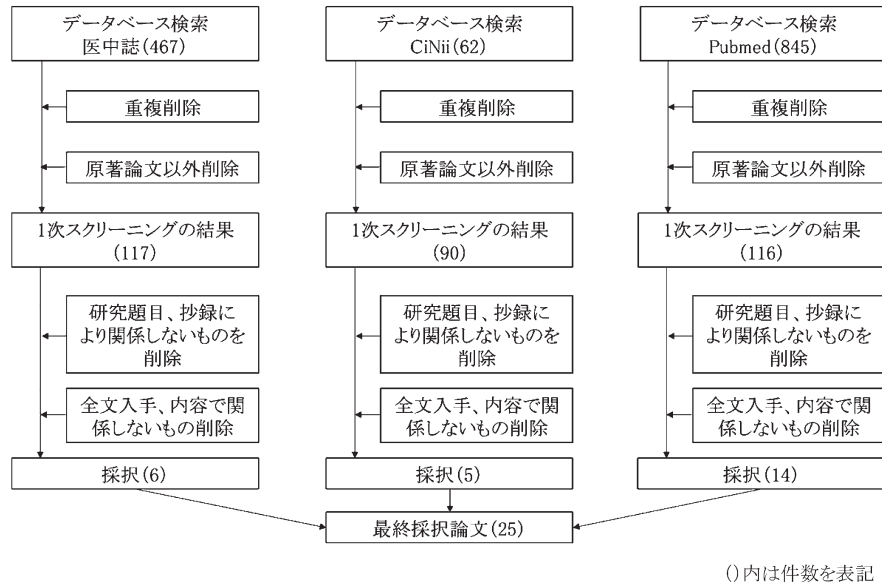 データベース検索
医中誌(467)
重複削除
原著論文以外削除
1次スクリーニングの結果
(117)
研究題目、抄録に
より関係しないものを
削除
全文入手、内容で関
係しないもの削除
採択(6)
データベース検索
CiNii(62)
重複削除
原著論文以外削除
1次スクリーニングの結果
(90)
研究題目、抄録に
より関係しないものを
削除
全文入手、内容で関
係しないもの削除
採択(5)
データベース検索
Pubmed(845)
重複削除
原著論文以外削除
1次スクリーニングの結果
(116)
研究題目、抄録に
より関係しないものを
削除
全文入手、内容で関
係しないもの削除
採択(14)
最終採択論文(25)
()内は件数を表記